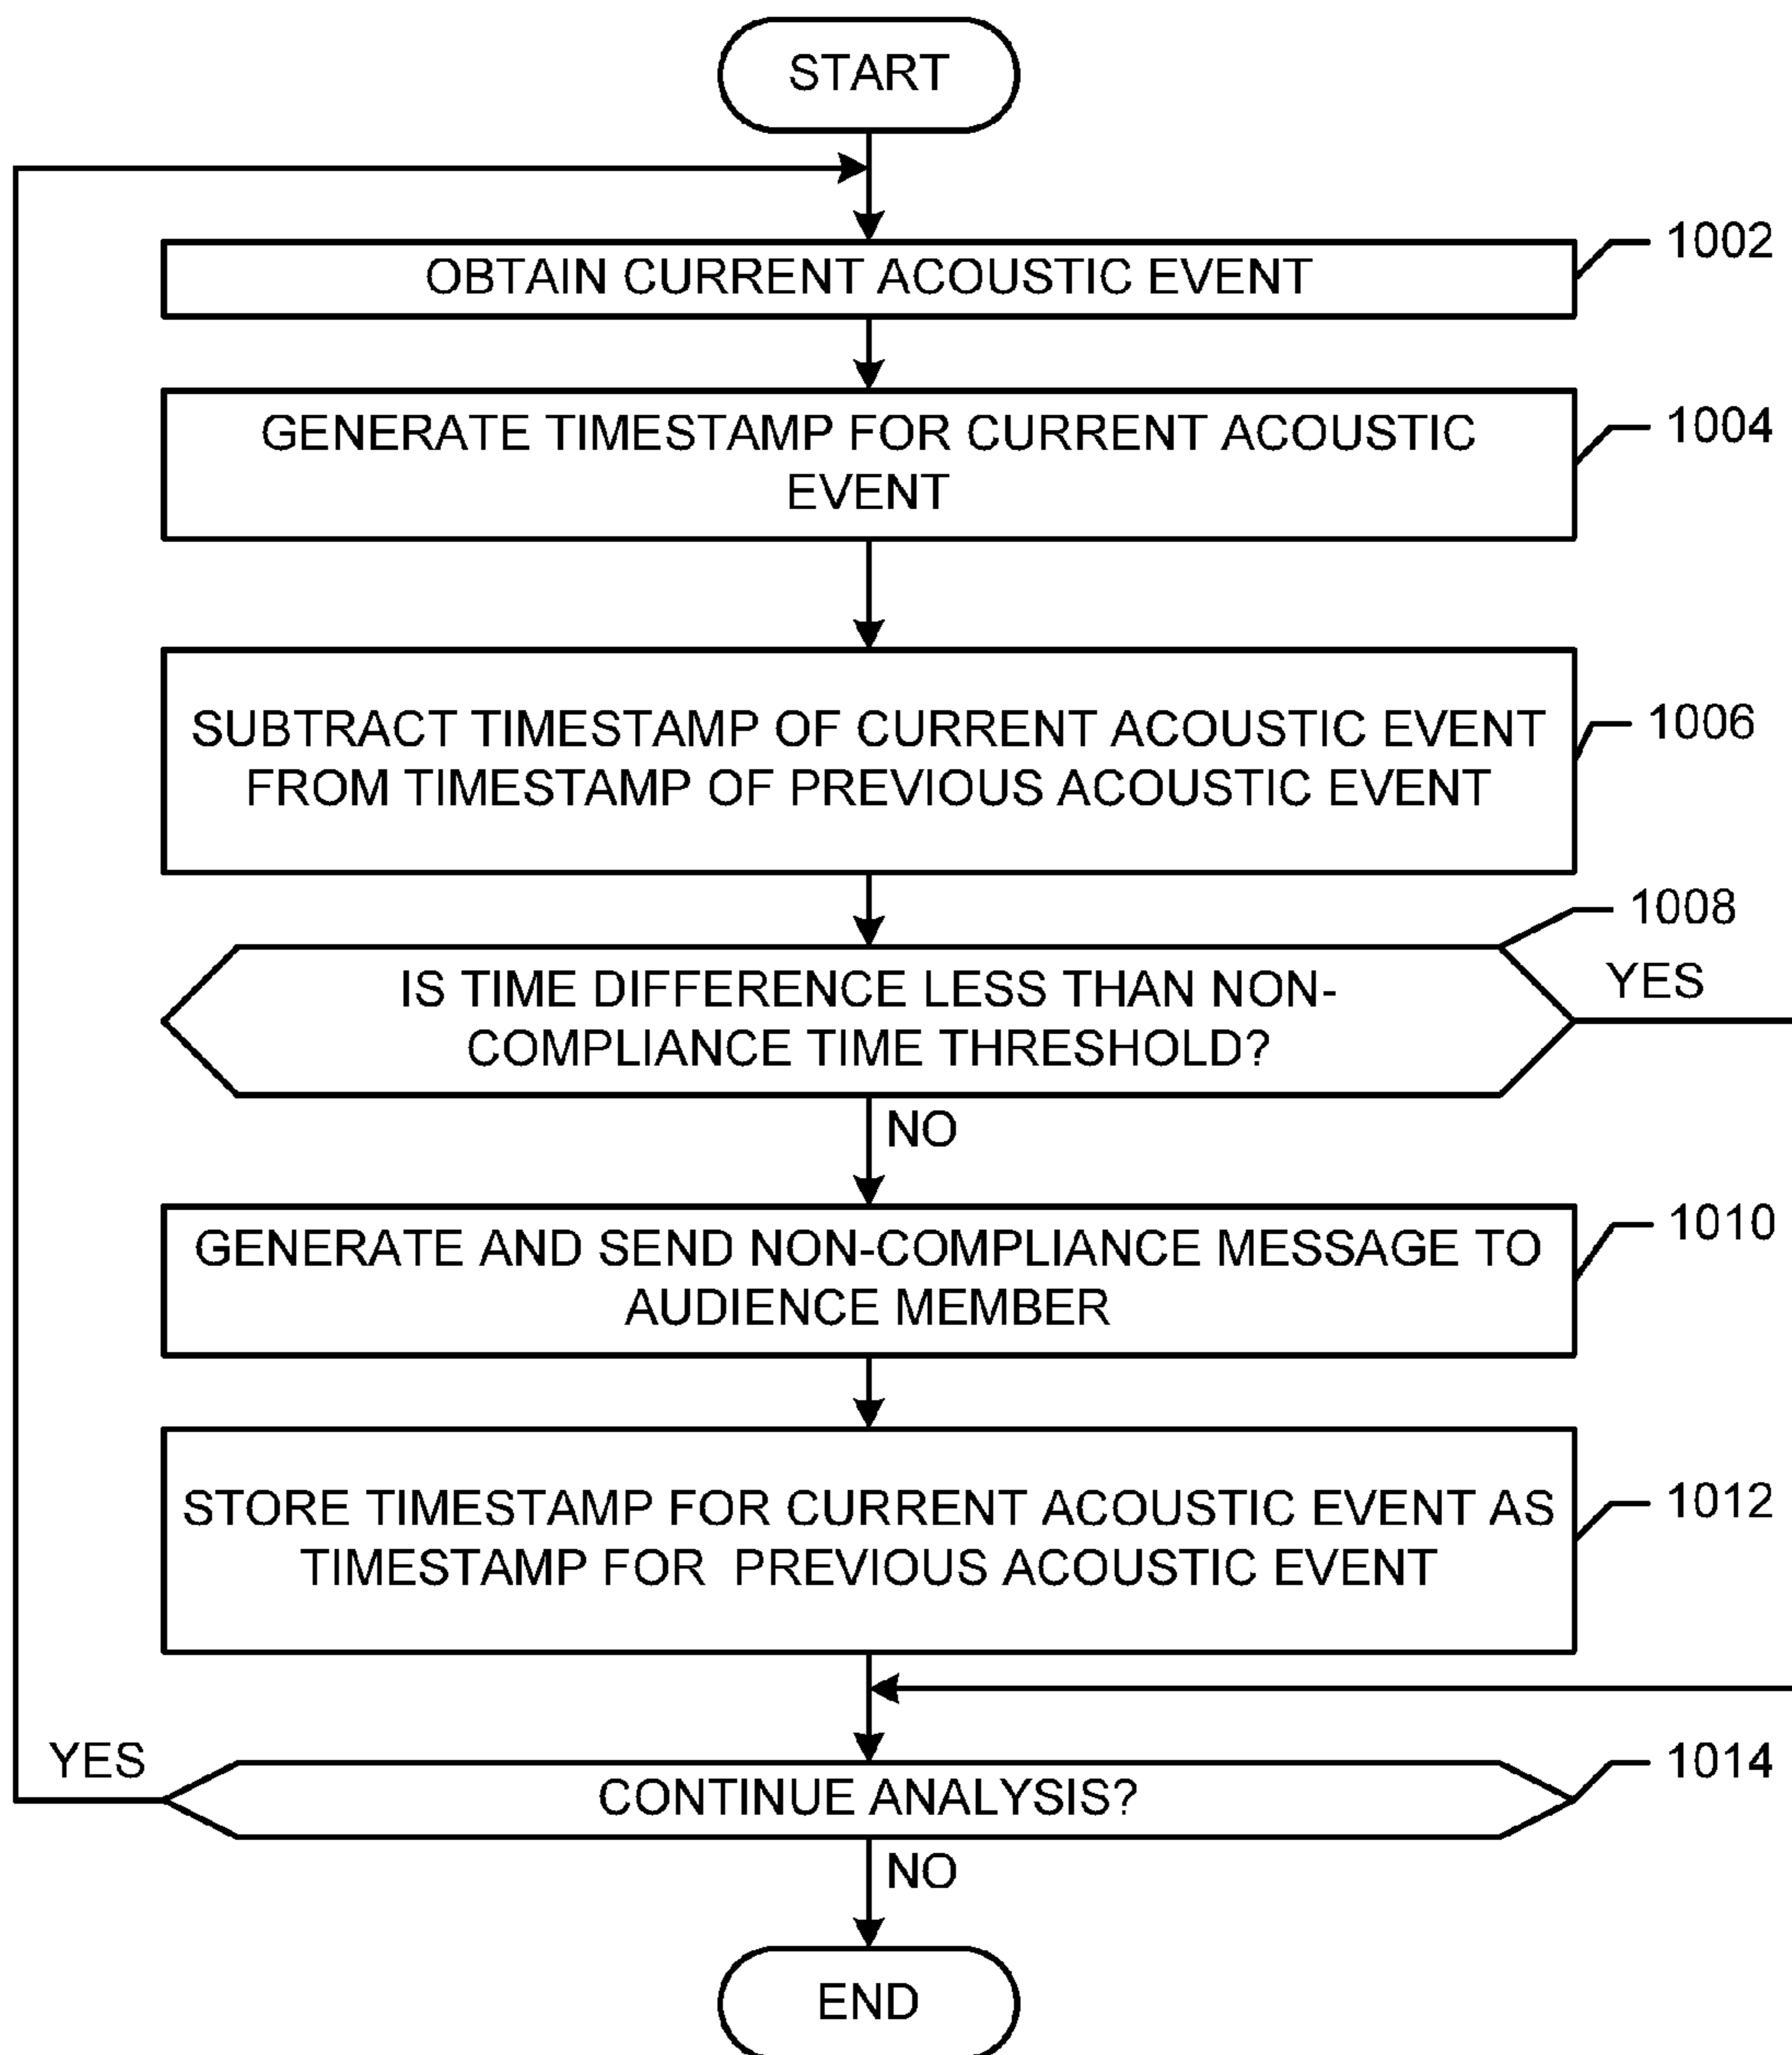 START
1002
OBTAIN CURRENT ACOUSTIC EVENT
1004
GENERATE TIMESTAMP FOR CURRENT ACOUSTIC
EVENT
1006
SUBTRACT TIMESTAMP OF CURRENT ACOUSTIC EVENT
FROM TIMESTAMP OF PREVIOUS ACOUSTIC EVENT
1008
YES
IS TIME DIFFERENCE LESS THAN NON-
COMPLIANCE TIME THRESHOLD?
NO
1010
GENERATE AND SEND NON-COMPLIANCE MESSAGE TO
AUDIENCE MEMBER
1012
STORE TIMESTAMP FOR CURRENT ACOUSTIC EVENT AS
TIMESTAMP FOR PREVIOUS ACOUSTIC EVENT
YES
1014
CONTINUE ANALYSIS?
NO
END